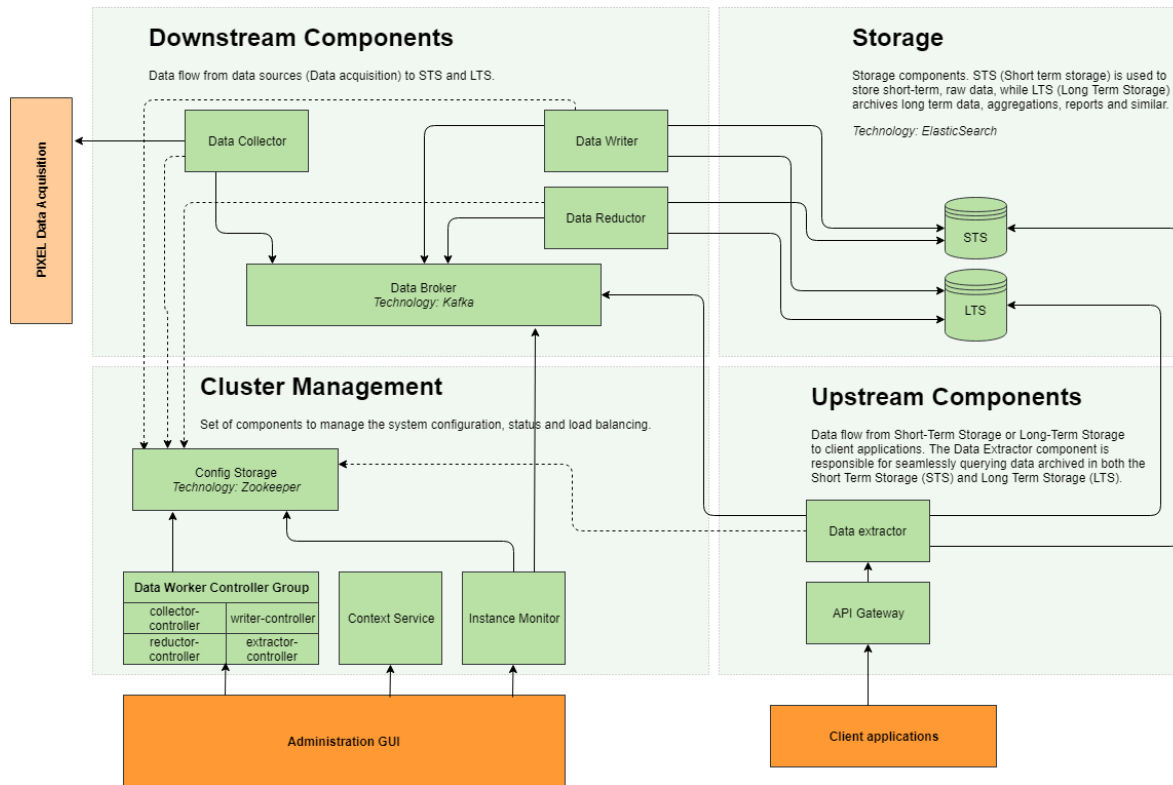 Downstream Components
Data flow from data sources (Data acquisition) to STS and LTS.
Storage
Storage components. STS (Short term storage) is used to
store short-term, raw data, while LTS (Long Term Storage)
archives long term data, aggregations, reports and similar.
Technology: ElasticSearch
PIXEL Data Acquisition
Data Collector
Data Writer
Data Reductor
Data Broker
Technology: Kafka
STS
LTS
Cluster Management
Set of components to manage the system configuration, status and load balancing.
Config Storage
Technology: Zookeeper
Data Worker Controller Group
collector-
controller
writer-controller
reductor-
controller
extractor-
controller
Context Service
Instance Monitor
Upstream Components
Data flow from Short-Term Storage or Long-Term Storage
to client applications. The Data Extractor component is
responsible for seamlessly querying data archived in both the
Short Term Storage (STS) and Long Term Storage (LTS).
Data extractor
API Gateway
Administration GUI
Client applications